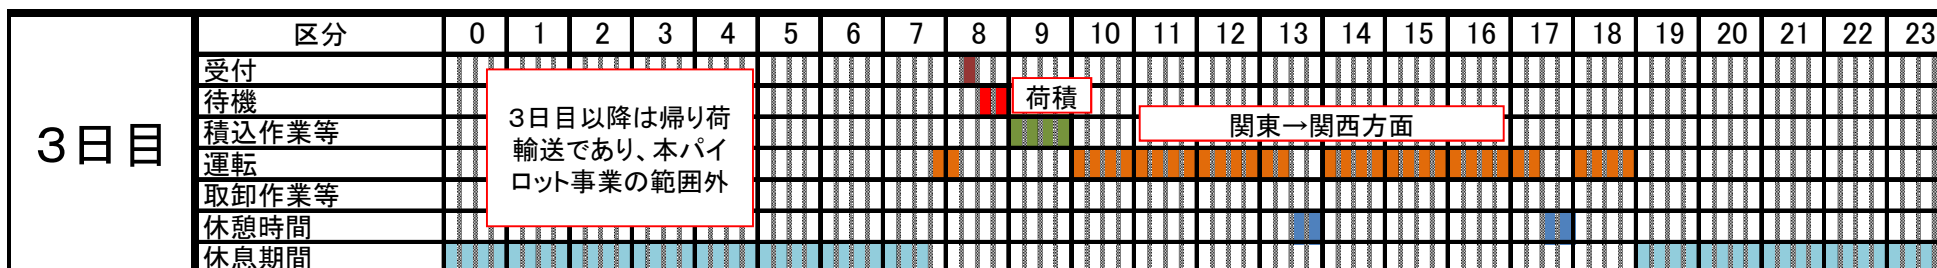 区分 0 1 2 3 4 5 6 7 8 9 10 11 12 13 14 15 16 17 18 19 20 21 22 23
3日目
受付
待機
積込作業等
運転
取卸作業等
休憩時間
休息期間
3日目以降は帰り荷
輸送であり、本パイ
ロット事業の範囲外
荷積
関東→関西方面